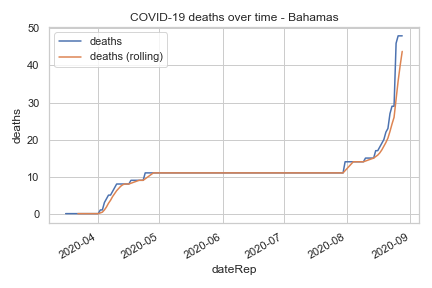 COVID-19 deaths over time - Bahamas
deaths
deaths (rolling)
50
40
30
20
10
0
deaths
2020-04
2020-05
2020-06
2020-07
2020-08
2020-09
dateRep